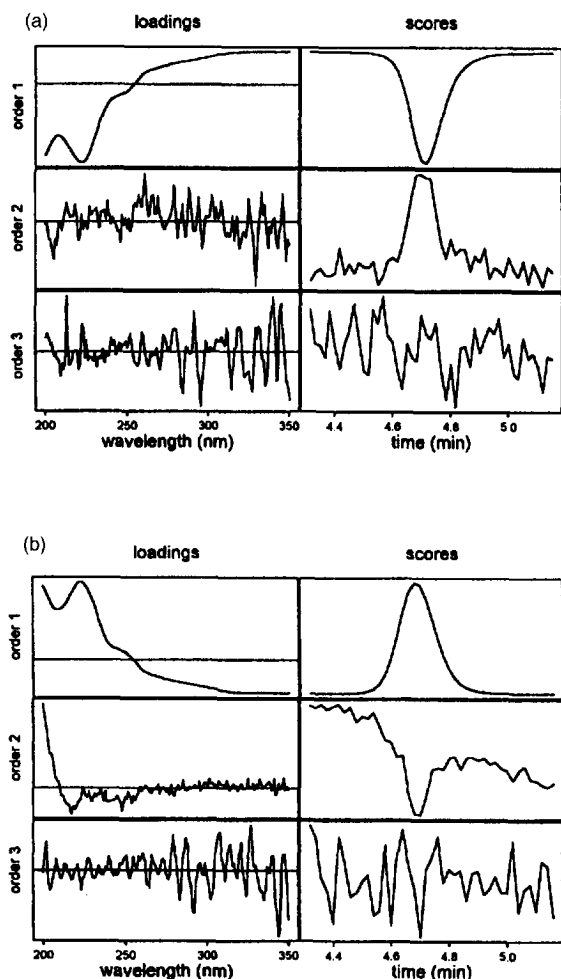 (a)
loadings scores
order 1
order 2
order 3
200 250 300 350 4.4 4.6 4.8 5.0
wavelength (nm) time (min)
(b)
loadings scores
order 1
order 2
order 3
200 250 300 350 4.4 4.6 4.8 5.0
wavelength (nm) time (min)